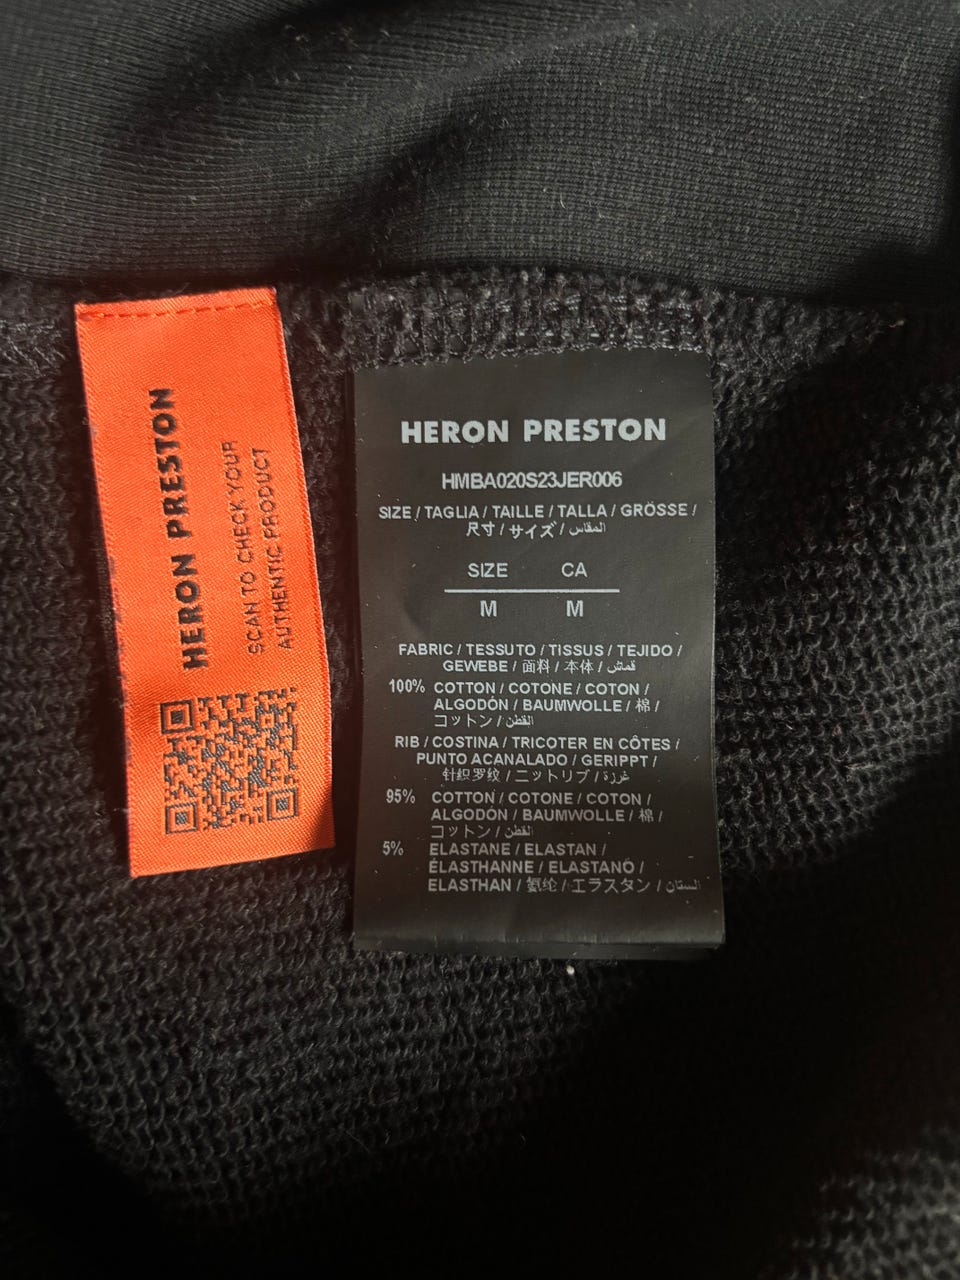 HERON PRESTON
SCAN TO CHECK YOUR
AUTHENTIC PRODUCT
HERON PRESTON
HMBA020S23JER006
SIZE / TAGLIA / TAILLE / TALLA / GRÖSSE /
尺寸 / サイズ / المقاس
SIZE CA
M M
FABRIC / TESSUTO / TISSUS / TEJIDO /
GEWEBE / 面料 / 本体 / قماش
100% COTTON / COTONE / COTON /
ALGODÓN / BAUMWOLLE / 棉 /
コットン / القطن
RIB / COSTINA / TRICOTER EN CÔTES /
PUNTO ACANALADO / GERIPPT /
针织罗纹 / ニットリブ / غرزة
95% COTTON / COTONE / COTON /
ALGODÓN / BAUMWOLLE / 棉 /
コットン / القطن
5% ELASTANE / ELASTAN /
ÉLASTHANNE / ELASTANO /
ELASTHAN / 氨纶 / エラスタン /